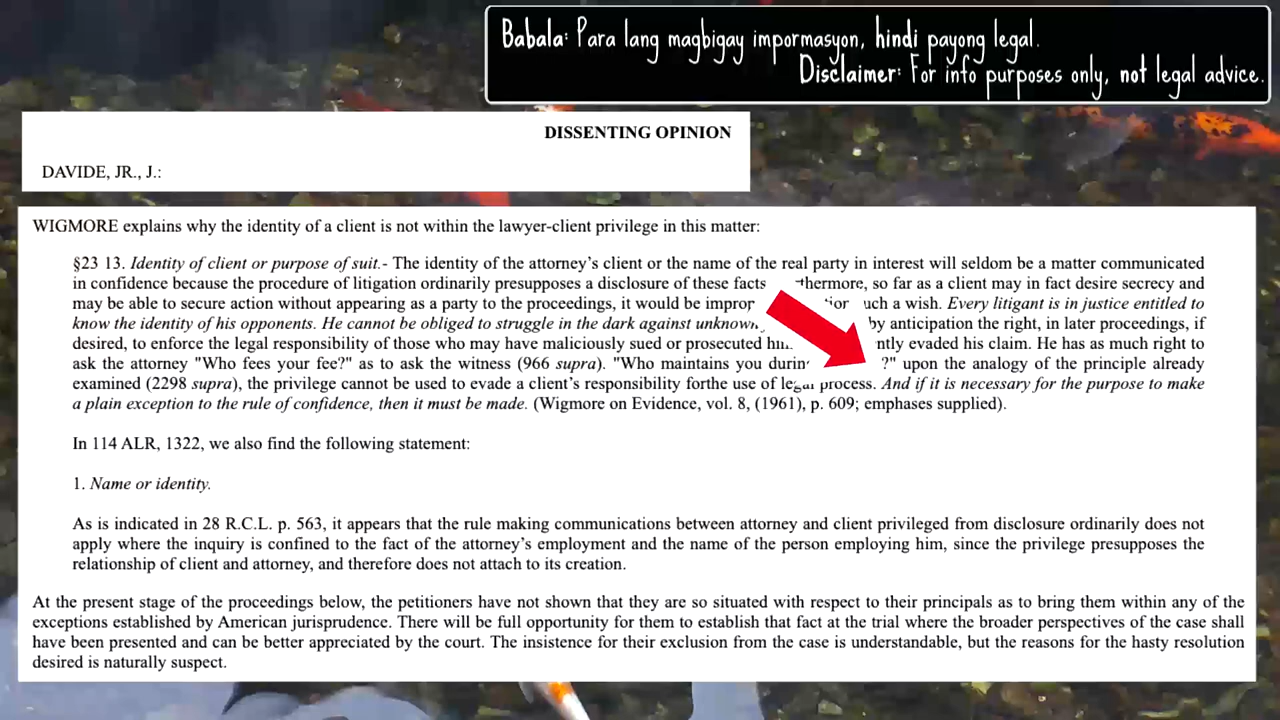 Babala: Para lang magbigay impormasyon, hindi payong legal.
Disclaimer: For info purposes only, not legal advice.
DISSENTING OPINION
DAVIDE, JR., J.:
WIGMORE explains why the identity of a client is not within the lawyer-client privilege in this matter:
§23 13. Identity of client or purpose of suit.- The identity of the attorney's client or the name of the real party in interest will seldom be a matter communicated
in confidence because the procedure of litigation ordinarily presupposes a disclosure of these facts thermore, so far as a client may in fact desire secrecy and
may be able to secure action without appearing as a party to the proceedings, it would be impror uch a wish. Every litigant is in justice entitled to
know the identity of his opponents. He cannot be obliged to struggle in the dark against unknown by anticipation the right, in later proceedings, if
desired, to enforce the legal responsibility of those who may have maliciously sued or prosecuted ntly evaded his claim. He has as much right to
ask the attorney "Who fees your fee?" as to ask the witness (966 supra). "Who maintains you durin ?" upon the analogy of the principle already
examined (2298 supra), the privilege cannot be used to evade a client's responsibility forthe use of legal process. And if it is necessary for the purpose to make
a plain exception to the rule of confidence, then it must be made. (Wigmore on Evidence, vol. 8, (1961), p. 609; emphases supplied).
In 114 ALR, 1322, we also find the following statement:
1. Name or identity.
As is indicated in 28 R.C.L. p. 563, it appears that the rule making communications between attorney and client privileged from disclosure ordinarily does not
apply where the inquiry is confined to the fact of the attorney's employment and the name of the person employing him, since the privilege presupposes the
relationship of client and attorney, and therefore does not attach to its creation.
At the present stage of the proceedings below, the petitioners have not shown that they are so situated with respect to their principals as to bring them within any of the
exceptions established by American jurisprudence. There will be full opportunity for them to establish that fact at the trial where the broader perspectives of the case shall
have been presented and can be better appreciated by the court. The insistence for their exclusion from the case is understandable, but the reasons for the hasty resolution
desired is naturally suspect.